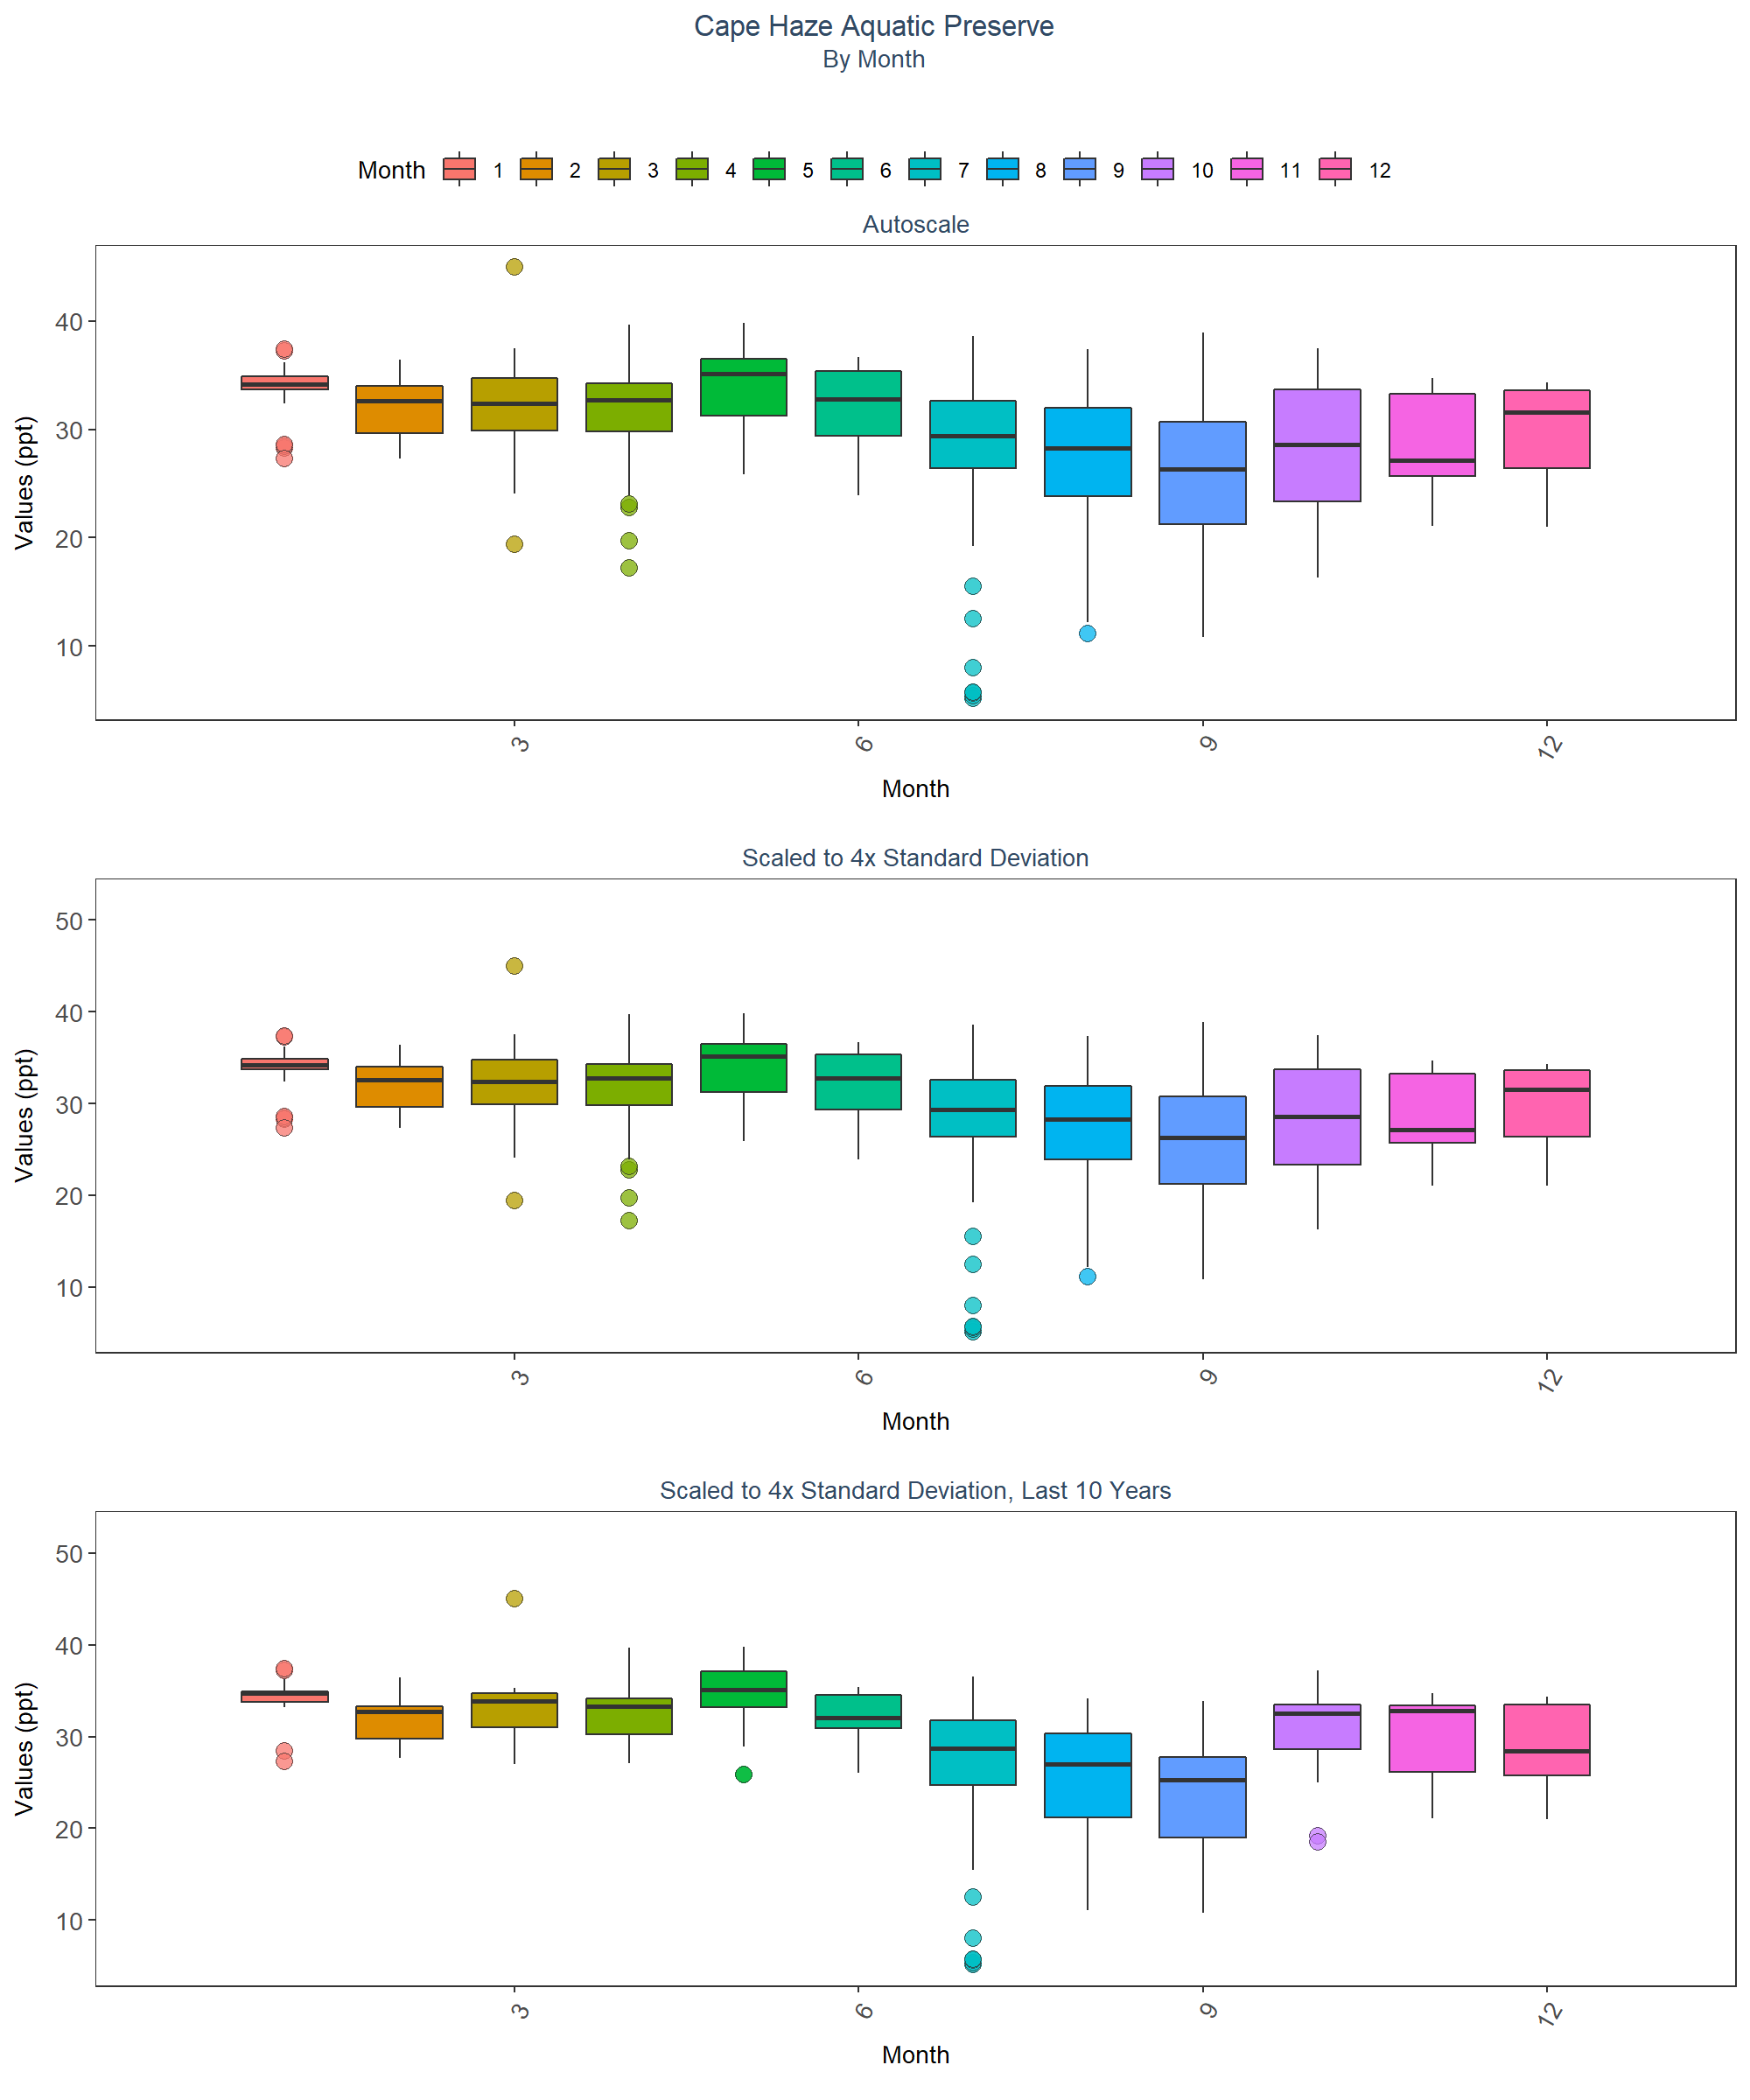 Cape Haze Aquatic Preserve
By Month
Month 1 2 3 4 5 6 7 8 9 10 11 12
Autoscale
Values (ppt)
40
30
20
10
3 6 9 12
Month
Scaled to 4x Standard Deviation
Values (ppt)
50
40
30
20
10
3 6 9 12
Month
Scaled to 4x Standard Deviation, Last 10 Years
Values (ppt)
50
40
30
20
10
3 6 9 12
Month